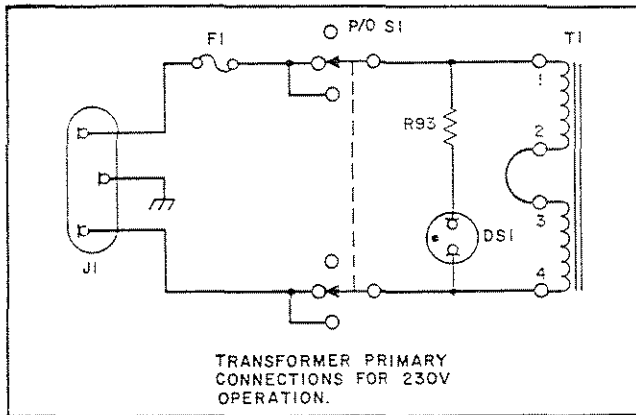 F1
P/O S1
T1
1
R93
2
3
DS1
4
J1
TRANSFORMER PRIMARY
CONNECTIONS FOR 230V
OPERATION.